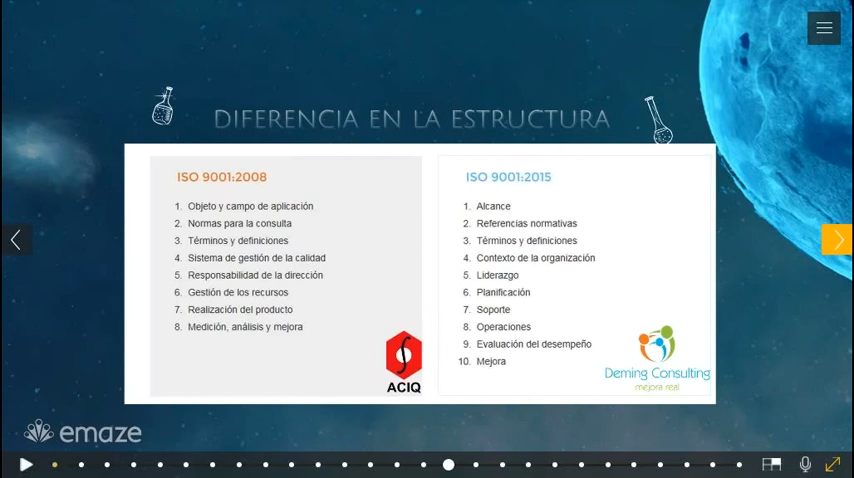 DIFERENCIA EN LA ESTRUCTURA
ISO 9001:2008
1. Objeto y campo de aplicación
2. Normas para la consulta
3. Términos y definiciones
4. Sistema de gestión de la calidad
5. Responsabilidad de la dirección
6. Gestión de los recursos
7. Realización del producto
8. Medición, análisis y mejora
ACIQ
ISO 9001:2015
1. Alcance
2. Referencias normativas
3. Términos y definiciones
4. Contexto de la organización
5. Liderazgo
6. Planificación
7. Soporte
8. Operaciones
9. Evaluación del desempeño
10. Mejora
Deming Consulting
mejora real
emaze